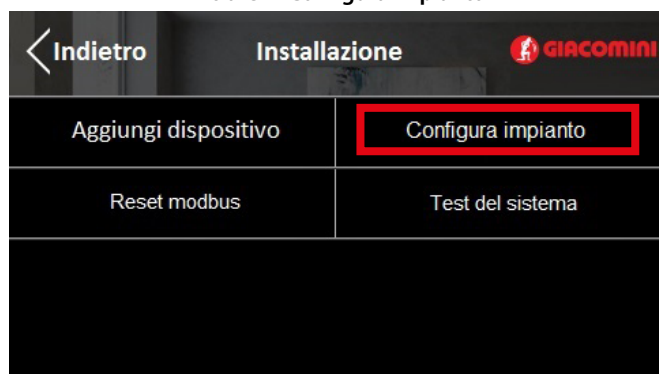 Indietro Installazione GIACOMINI
Aggiungi dispositivo Configura impianto
Reset modbus Test del sistema